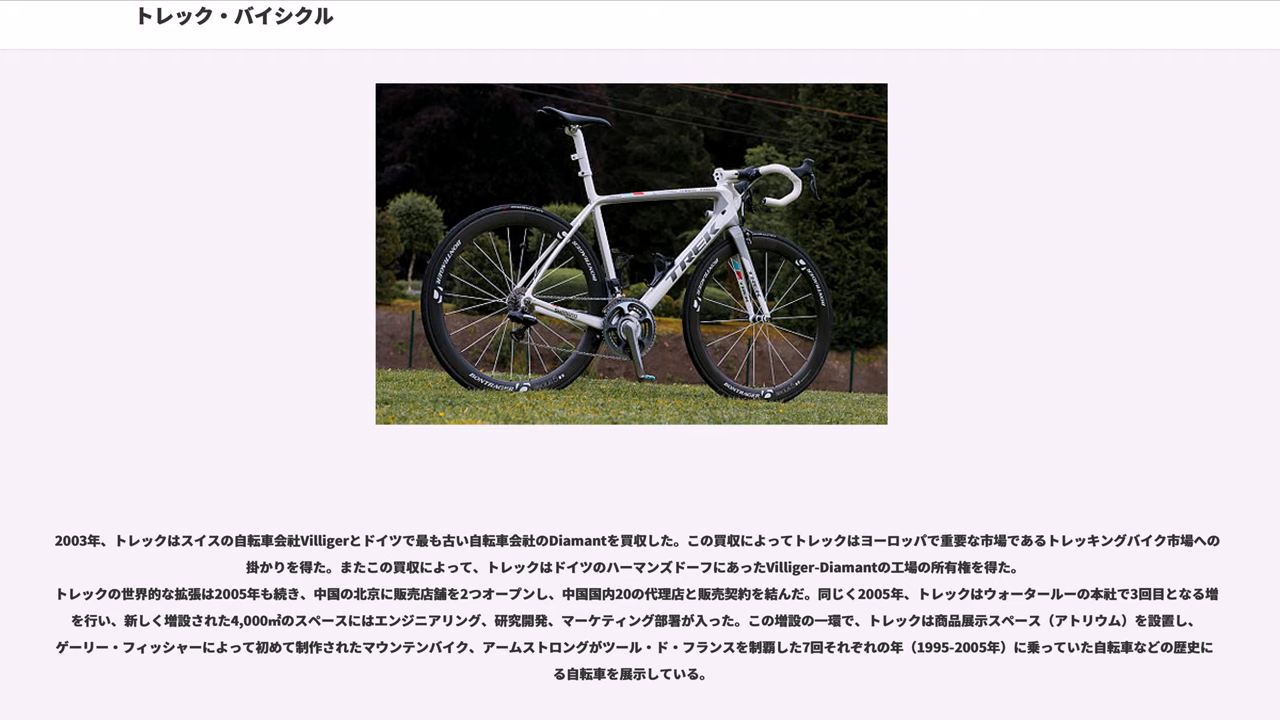 トレック・バイシクル
TREK
BONTRAGER
BONTRAGER
BONTRAGER
BONTRAGER
BONTRAGER
BONTRAGER
2003年、トレックはスイスの自転車会社Villigerとドイツで最も古い自転車会社のDiamantを買収した。この買収によってトレックはヨーロッパで重要な市場であるトレッキングバイク市場への
掛かりを得た。またこの買収によって、トレックはドイツのハーマンズドーフにあったVilliger-Diamantの工場の所有権を得た。
トレックの世界的な拡張は2005年も続き、中国の北京に販売店舗を2つオープンし、中国国内20の代理店と販売契約を結んだ。同じく2005年、トレックはウォータールーの本社で3回目となる増
を行い、新しく増設された4,000㎡のスペースにはエンジニアリング、研究開発、マーケティング部署が入った。この増設の一環で、トレックは商品展示スペース（アトリウム）を設置し、
ゲーリー・フィッシャーによって初めて制作されたマウンテンバイク、アームストロングがツール・ド・フランスを制覇した7回それぞれの年（1995-2005年）に乗っていた自転車などの歴史に
る自転車を展示している。